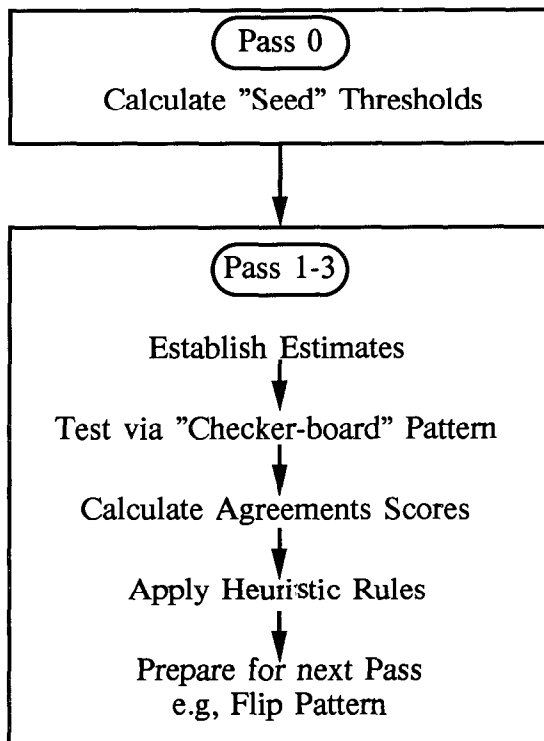 Pass 0
Calculate ”Seed” Thresholds
Pass 1-3
Establish Estimates
Test via ”Checker-board” Pattern
Calculate Agreements Scores
Apply Heuristic Rules
Prepare for next Pass
e.g, Flip Pattern